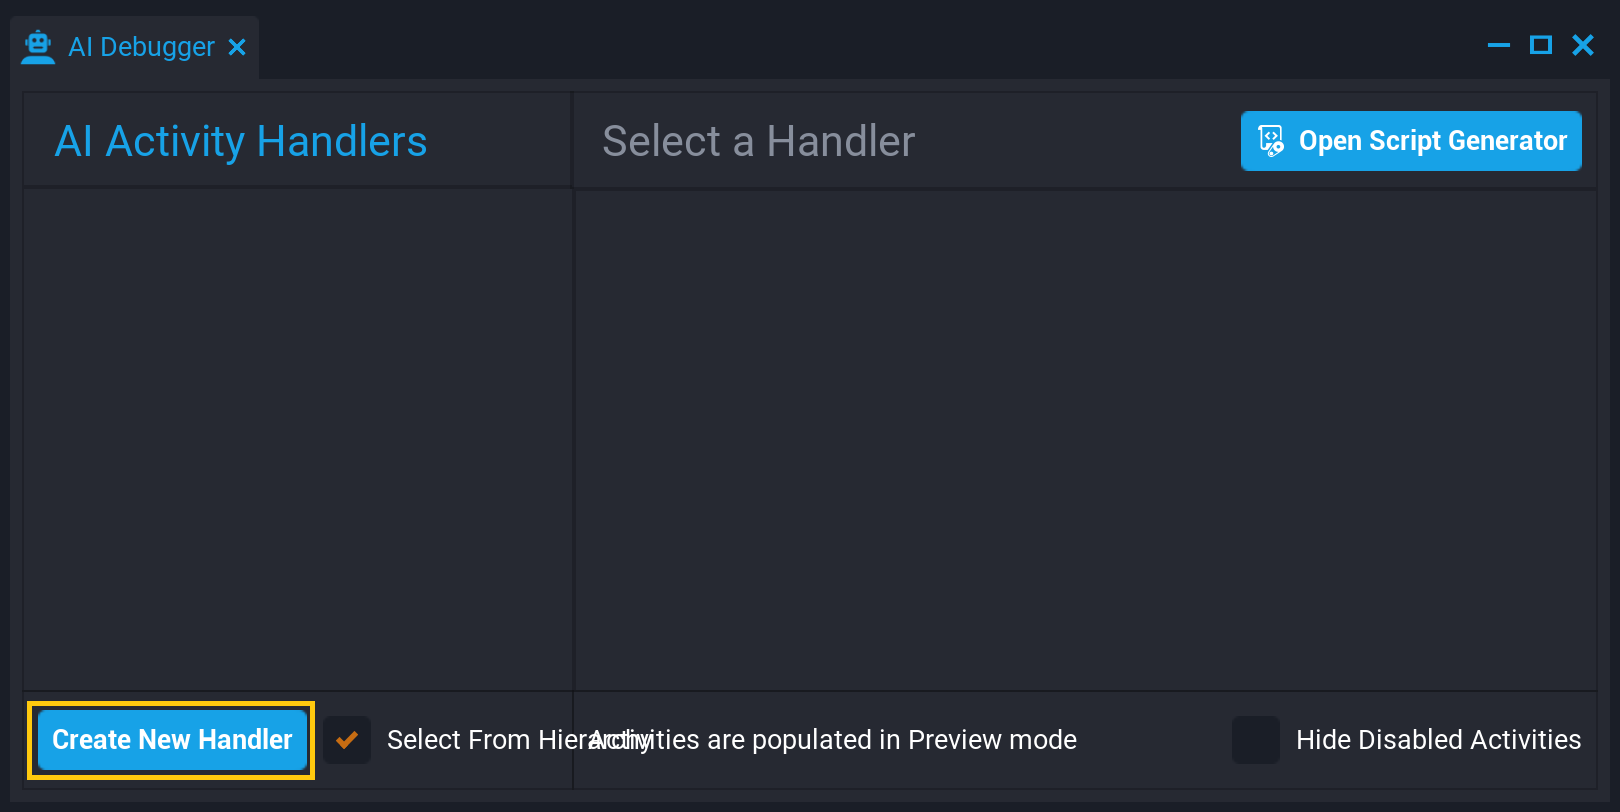 AI Debugger
AI Activity Handlers
Select a Handler
Open Script Generator
Create New Handler
Select From Hierarchy
Activities are populated in Preview mode
Hide Disabled Activities